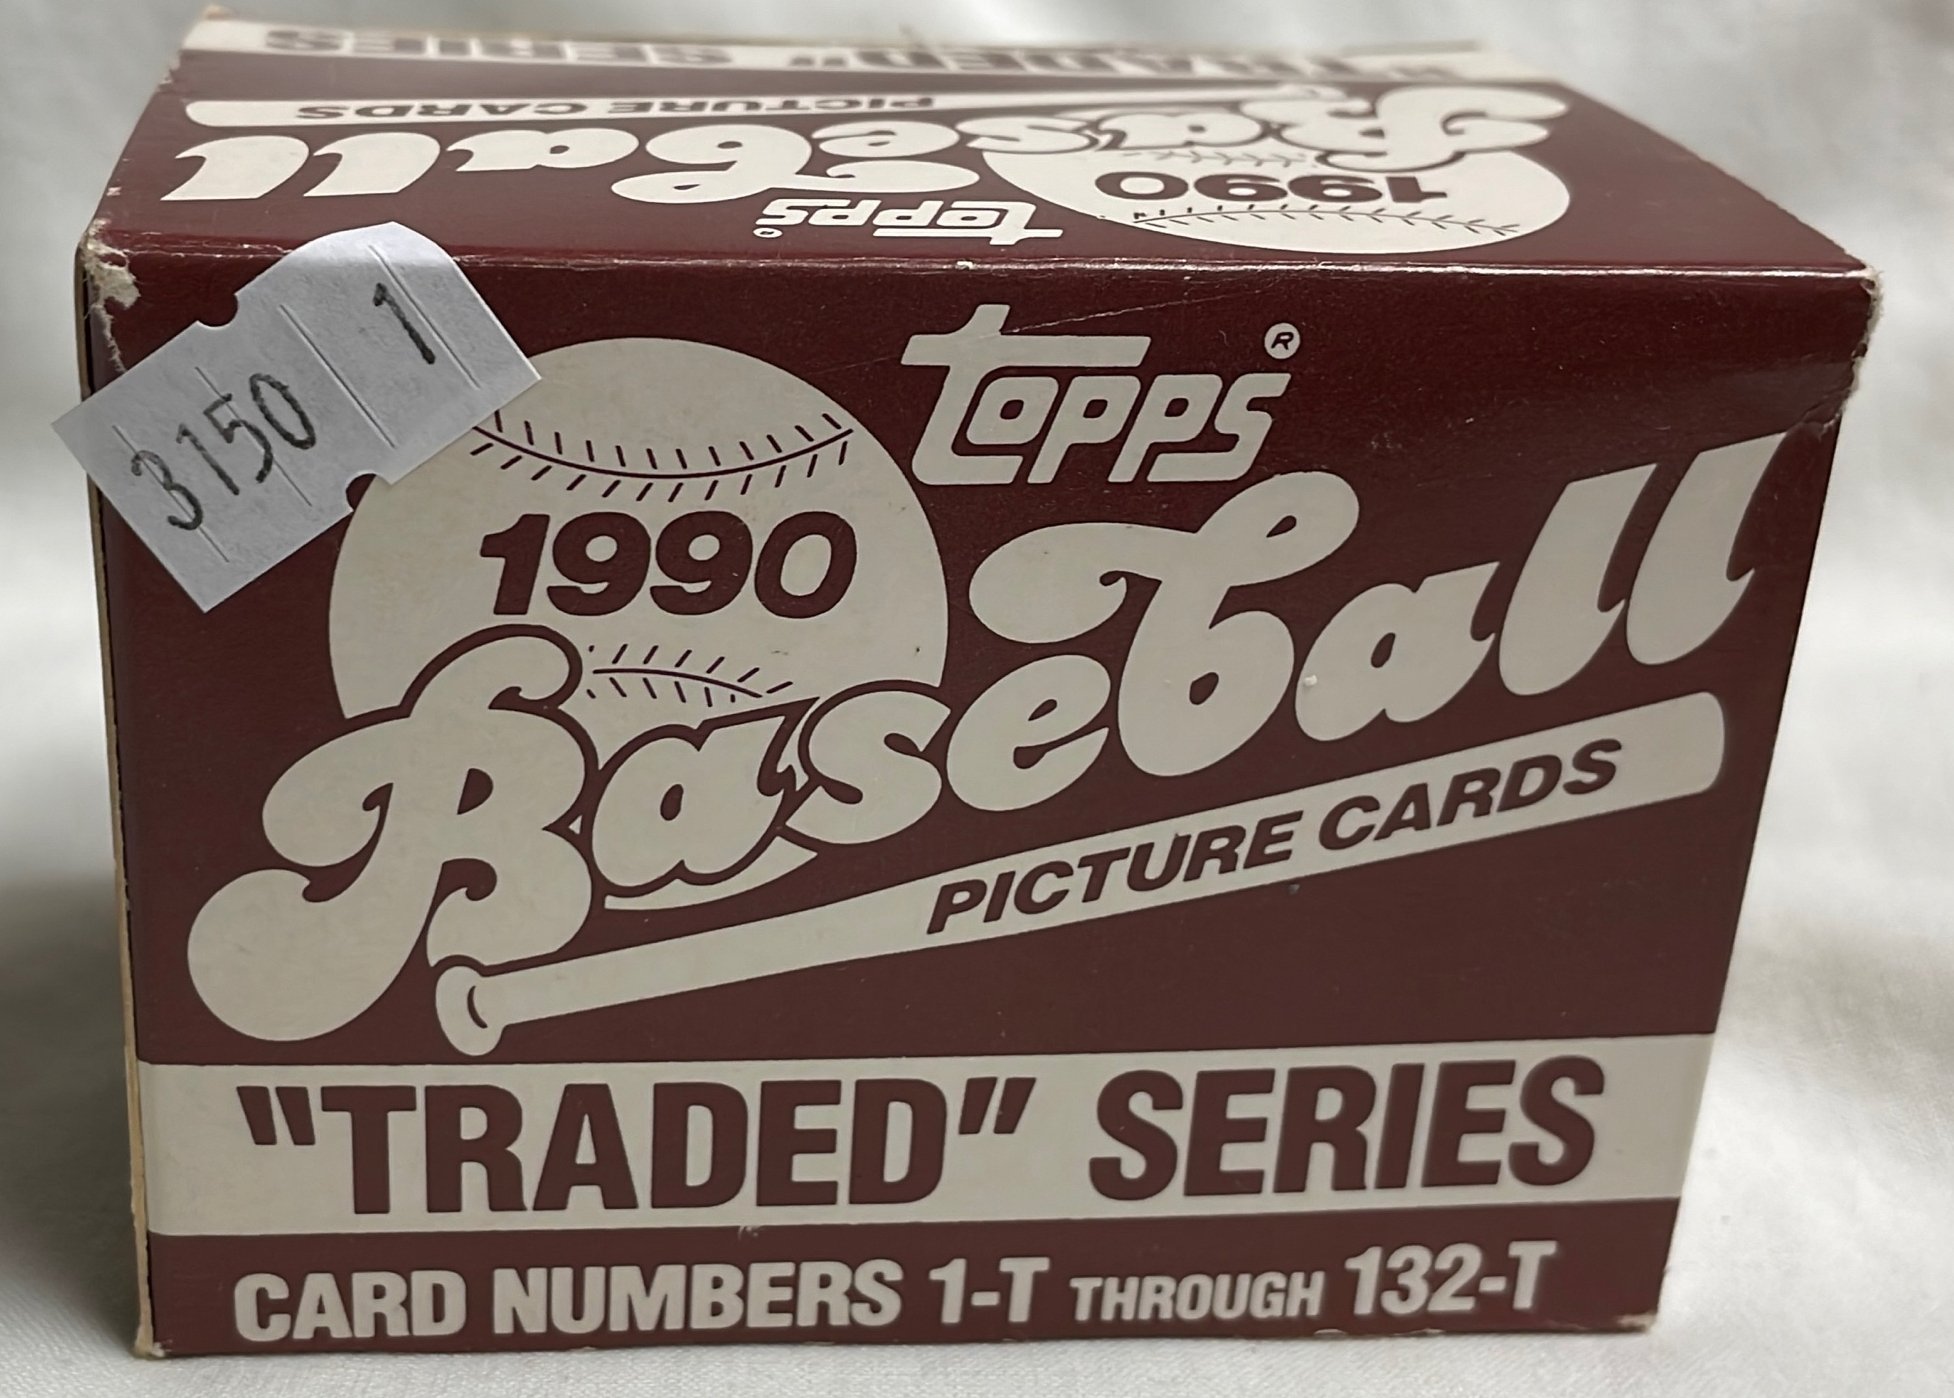 "TRADED" SERIES
PICTURE CARDS
Baseball
1990
topps®
3150 1
topps®
1990
Baseball
PICTURE CARDS
"TRADED" SERIES
CARD NUMBERS 1-T THROUGH 132-T